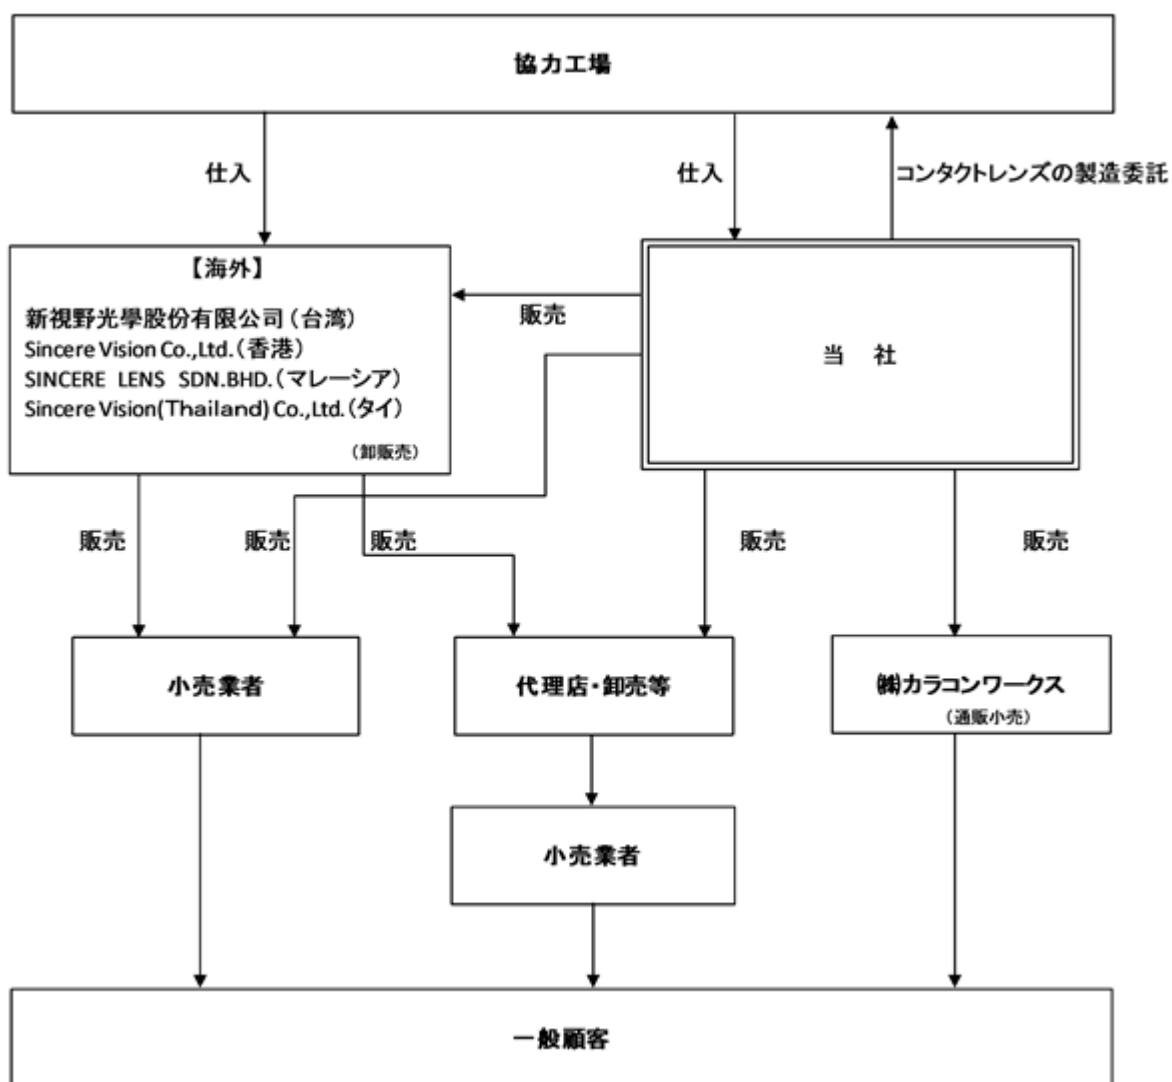 協力工場
仕入
仕入
コンタクトレンズの製造委託
【海外】
新視野光學股份有限公司(台湾)
Sincere Vision Co.,Ltd.(香港)
SINCERE LENS SDN.BHD.(マレーシア)
Sincere Vision(Thailand) Co.,Ltd.(タイ)
(卸販売)
販売
当 社
販売
販売
販売
販売
販売
小売業者
代理店・卸売等
㈱カラコンワークス
(通販小売)
小売業者
一般顧客